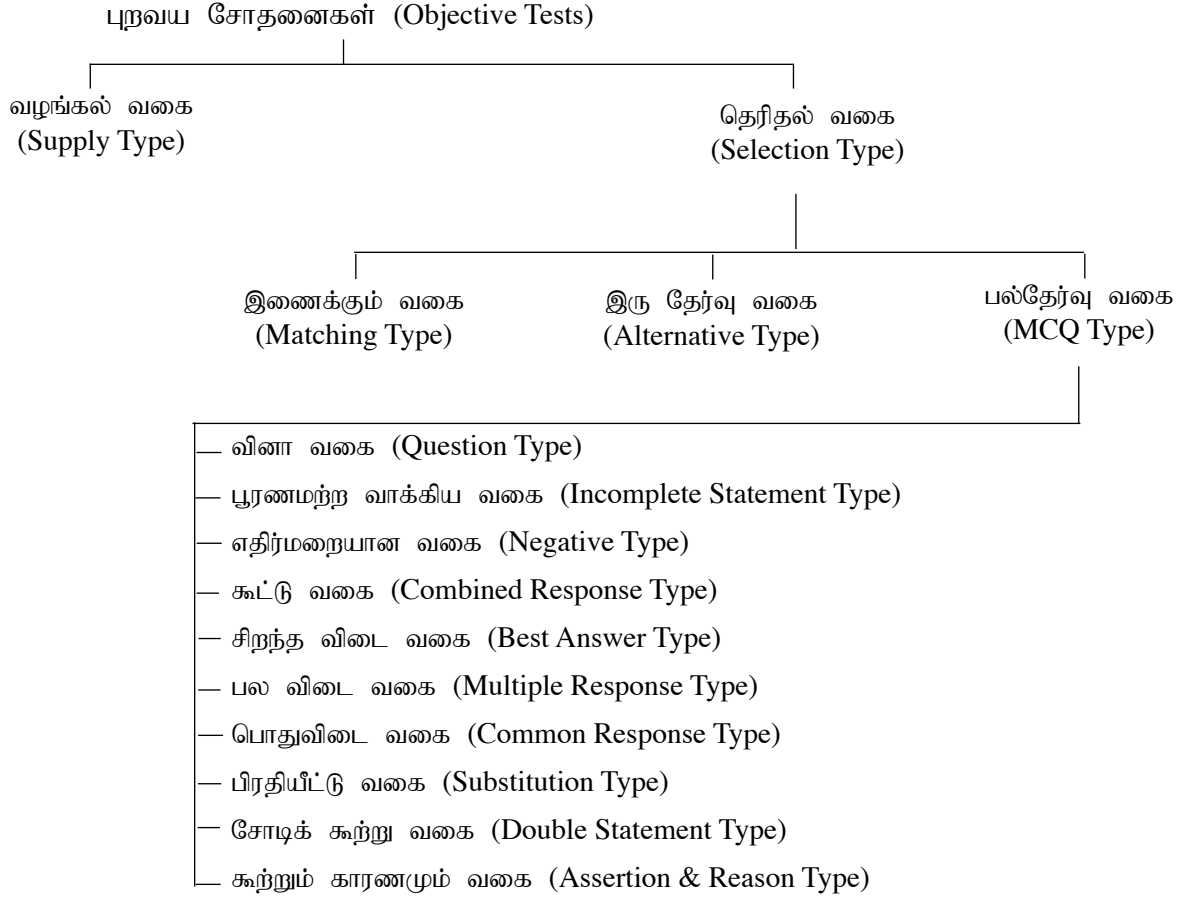 புறவய சோதனைகள் (Objective Tests)
வழங்கல் வகை
(Supply Type)
தெரிதல் வகை
(Selection Type)
இணைக்கும் வகை
(Matching Type)
இரு தேர்வு வகை
(Alternative Type)
பல்தேர்வு வகை
(MCQ Type)
வினா வகை (Question Type)
பூரணமற்ற வாக்கிய வகை (Incomplete Statement Type)
எதிர்மறையான வகை (Negative Type)
கூட்டு வகை (Combined Response Type)
சிறந்த விடை வகை (Best Answer Type)
பல விடை வகை (Multiple Response Type)
பொதுவிடை வகை (Common Response Type)
பிரதியீட்டு வகை (Substitution Type)
சோடிக் கூற்று வகை (Double Statement Type)
கூற்றும் காரணமும் வகை (Assertion & Reason Type)